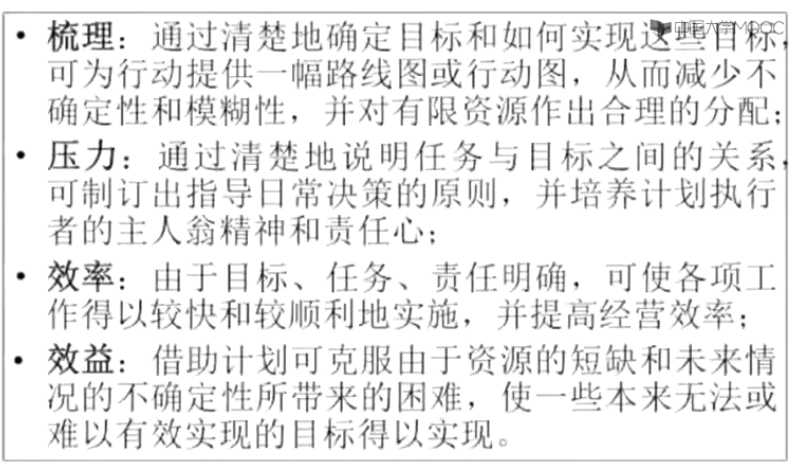 中国大学MOOC
• 梳理：通过清楚地确定目标和如何实现这些目标，
可为行动提供一幅路线图或行动图，从而减少不
确定性和模糊性，并对有限资源作出合理的分配；
• 压力：通过清楚地说明任务与目标之间的关系，
可制订出指导日常决策的原则，并培养计划执行
者的主人翁精神和责任心；
• 效率：由于目标、任务、责任明确，可使各项工
作得以较快和较顺利地实施，并提高经营效率；
• 效益：借助计划可克服由于资源的短缺和未来情
况的不确定性所带来的困难，使一些本来无法或
难以有效实现的目标得以实现。